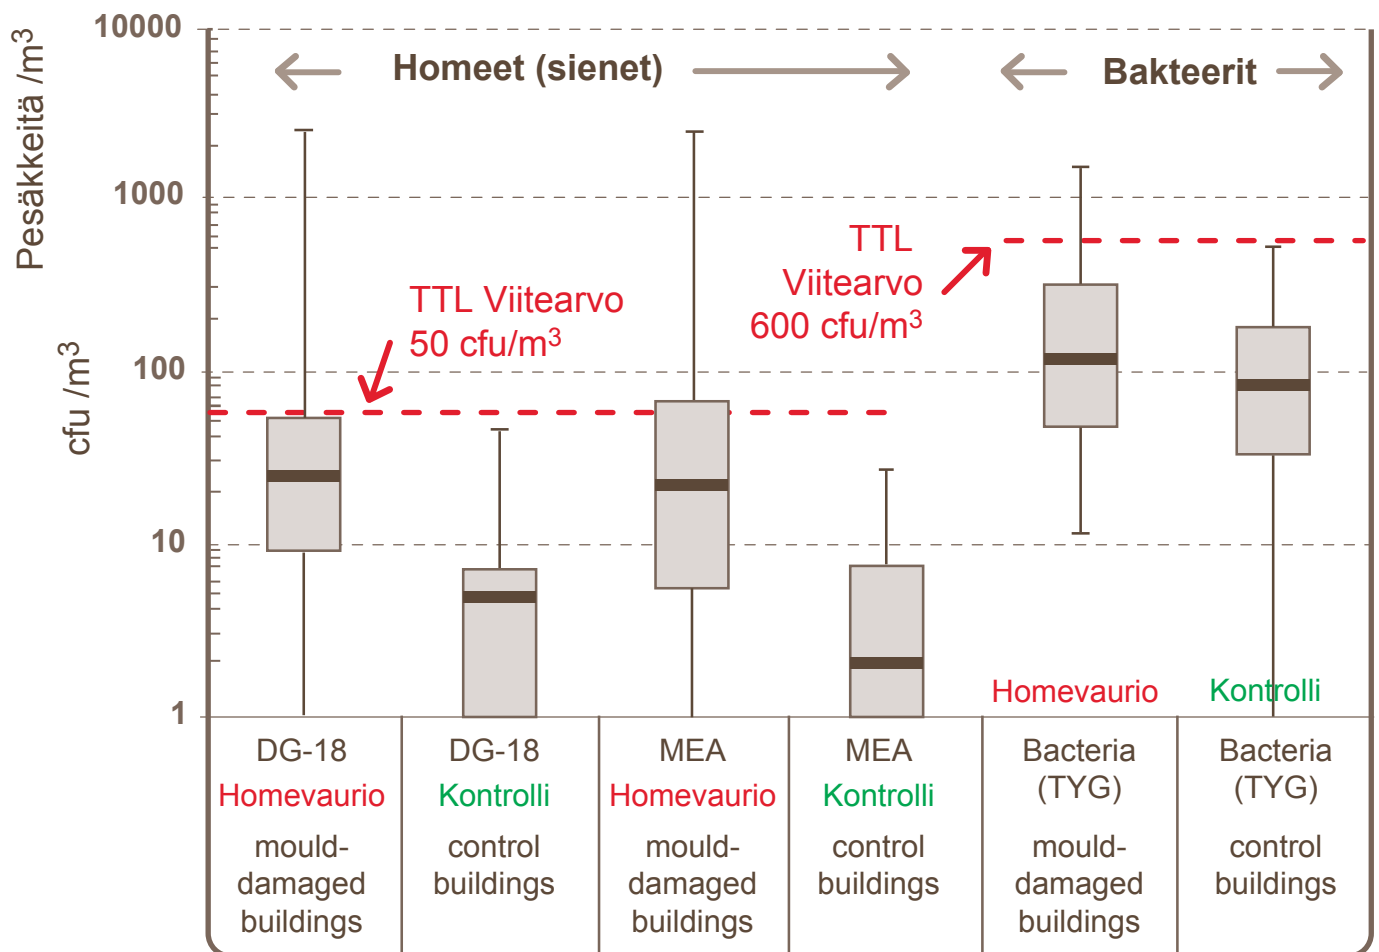 Pesäkkeitä /m³
cfu /m³
10000
1000
100
10
1
Homeet (sienet)
Bakteerit
TTL Viitearvo
50 cfu/m³
TTL
Viitearvo
600 cfu/m³
Homevaurio
Kontrolli
DG-18
Homevaurio
mould-
damaged
buildings
DG-18
Kontrolli
control
buildings
MEA
Homevaurio
mould-
damaged
buildings
MEA
Kontrolli
control
buildings
Bacteria
(TYG)
mould-
damaged
buildings
Bacteria
(TYG)
control
buildings